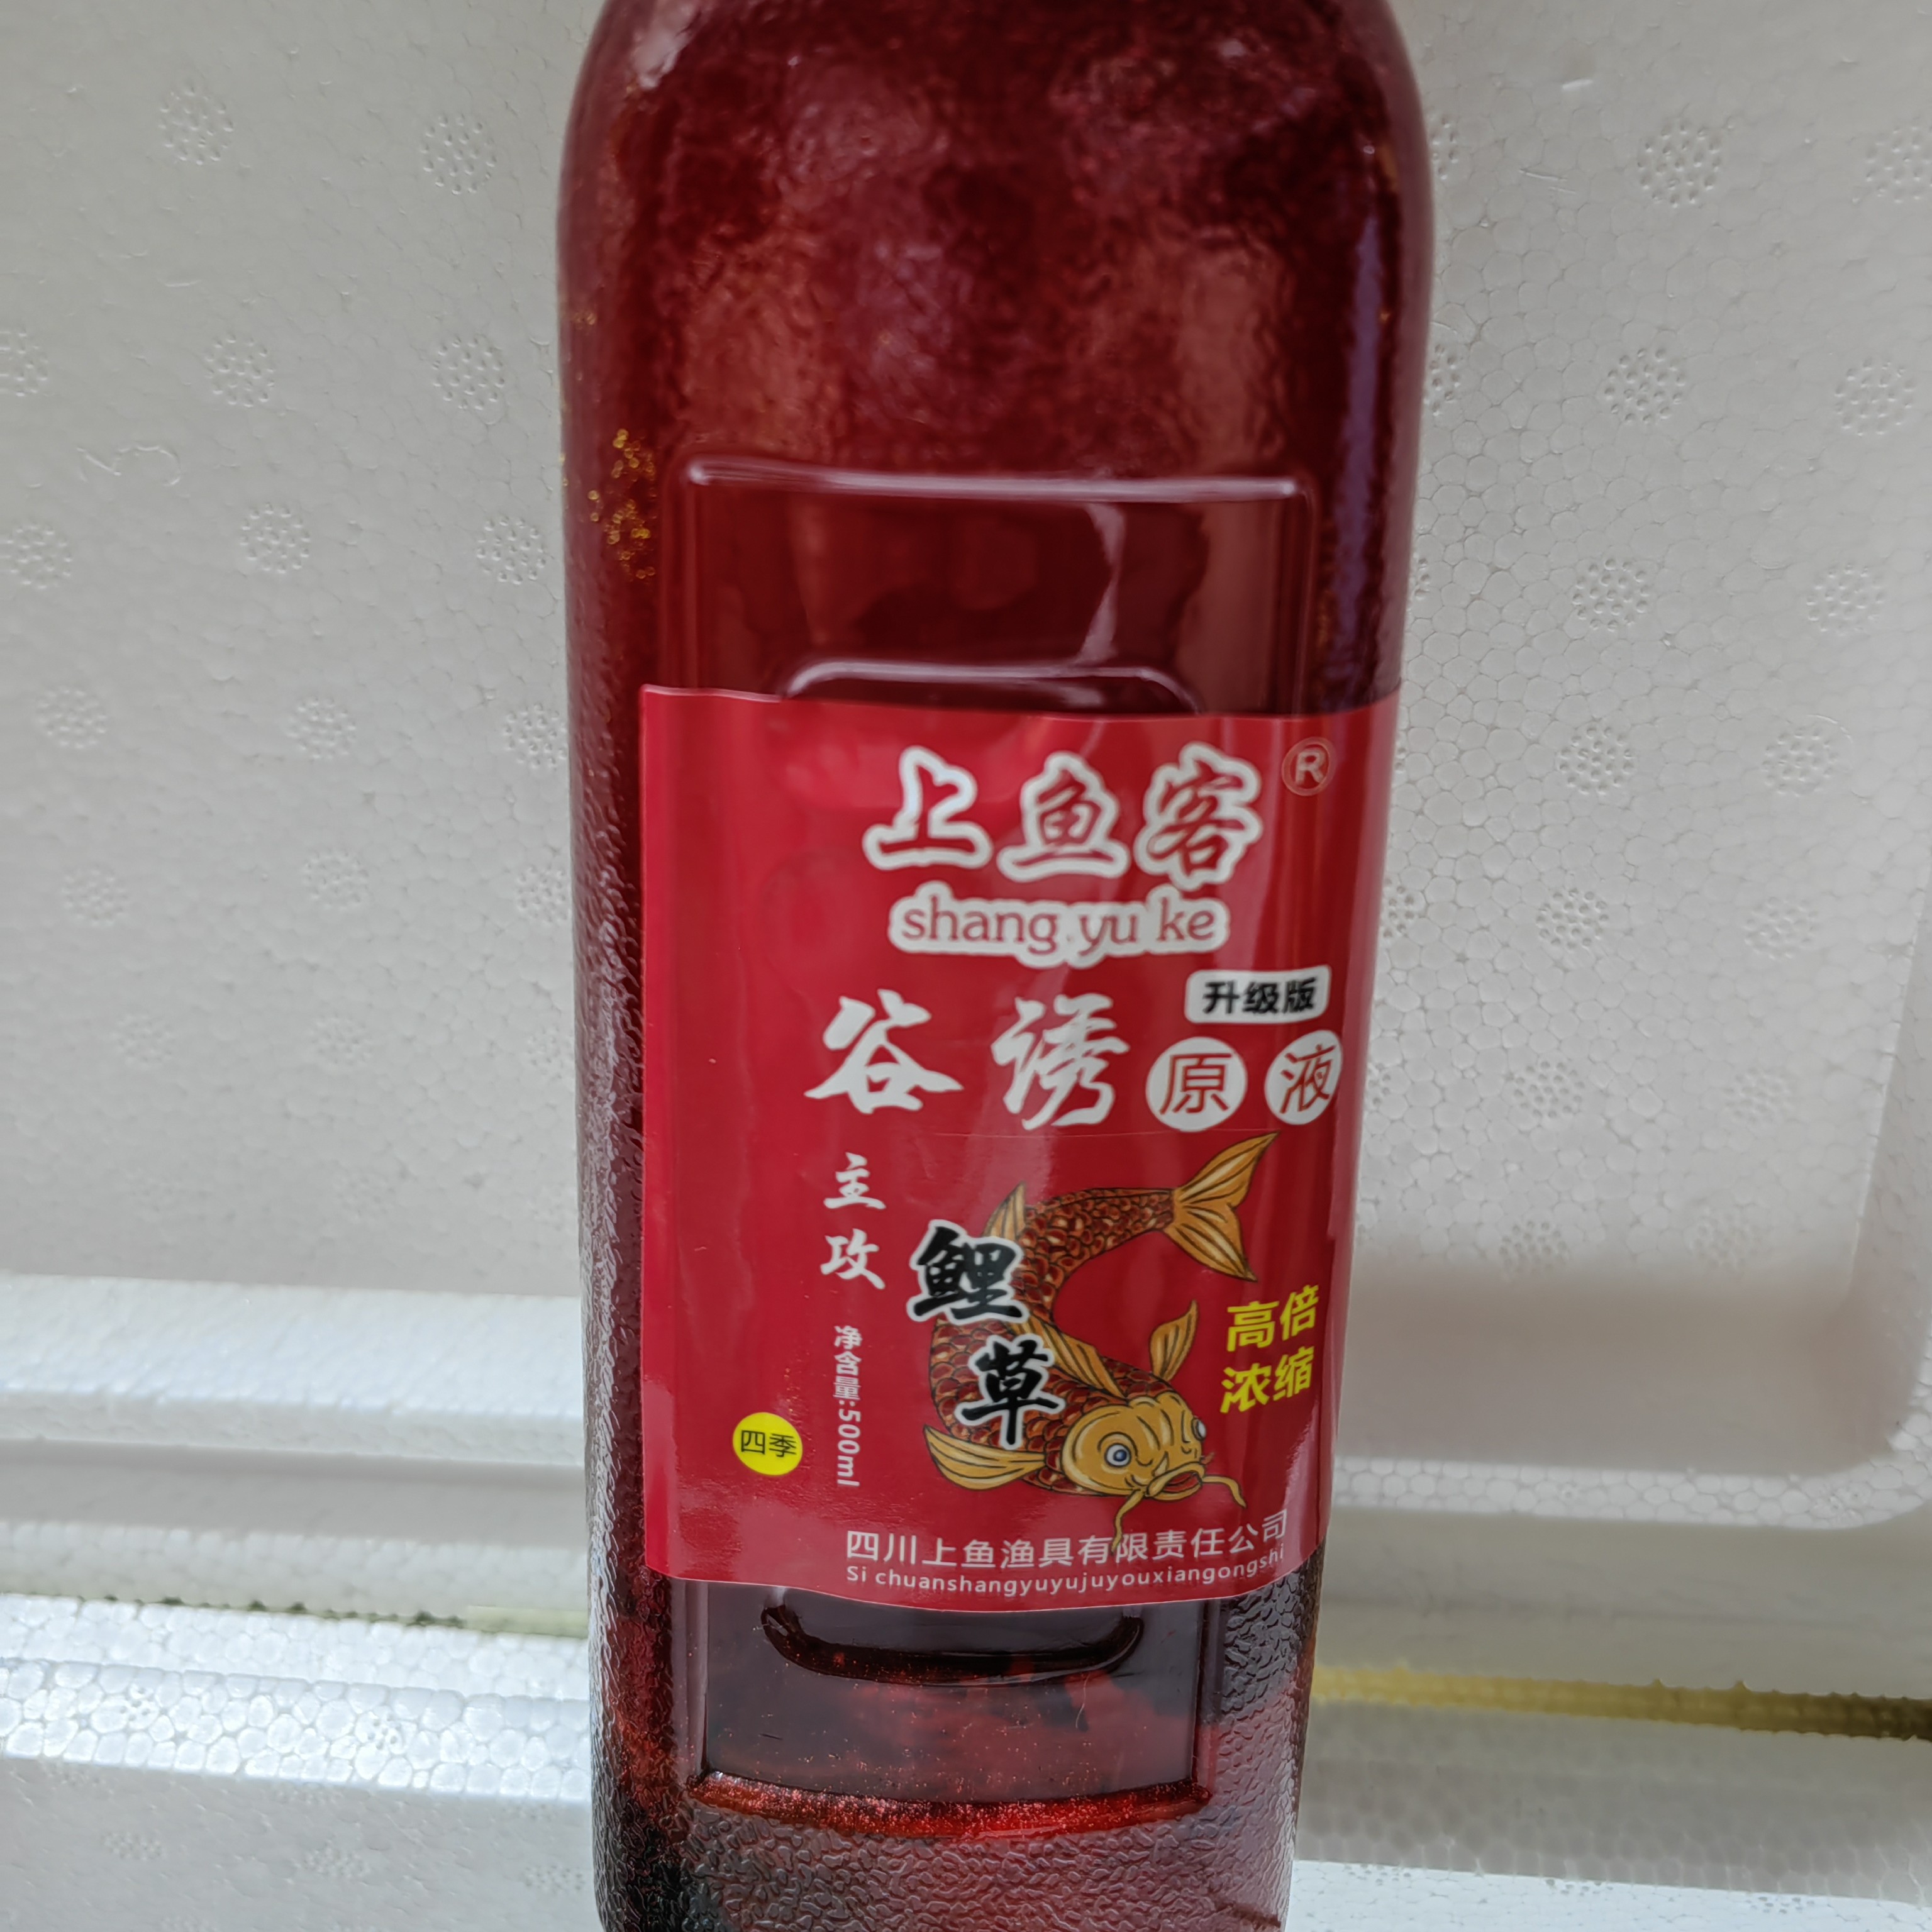 上鱼客®
shang yu ke
升级版
谷诱原液
主攻
鲤草
高倍
浓缩
净含量:500ml
四季
四川上鱼渔具有限责任公司
Si chuanshangyuyujuyouxiangongshi